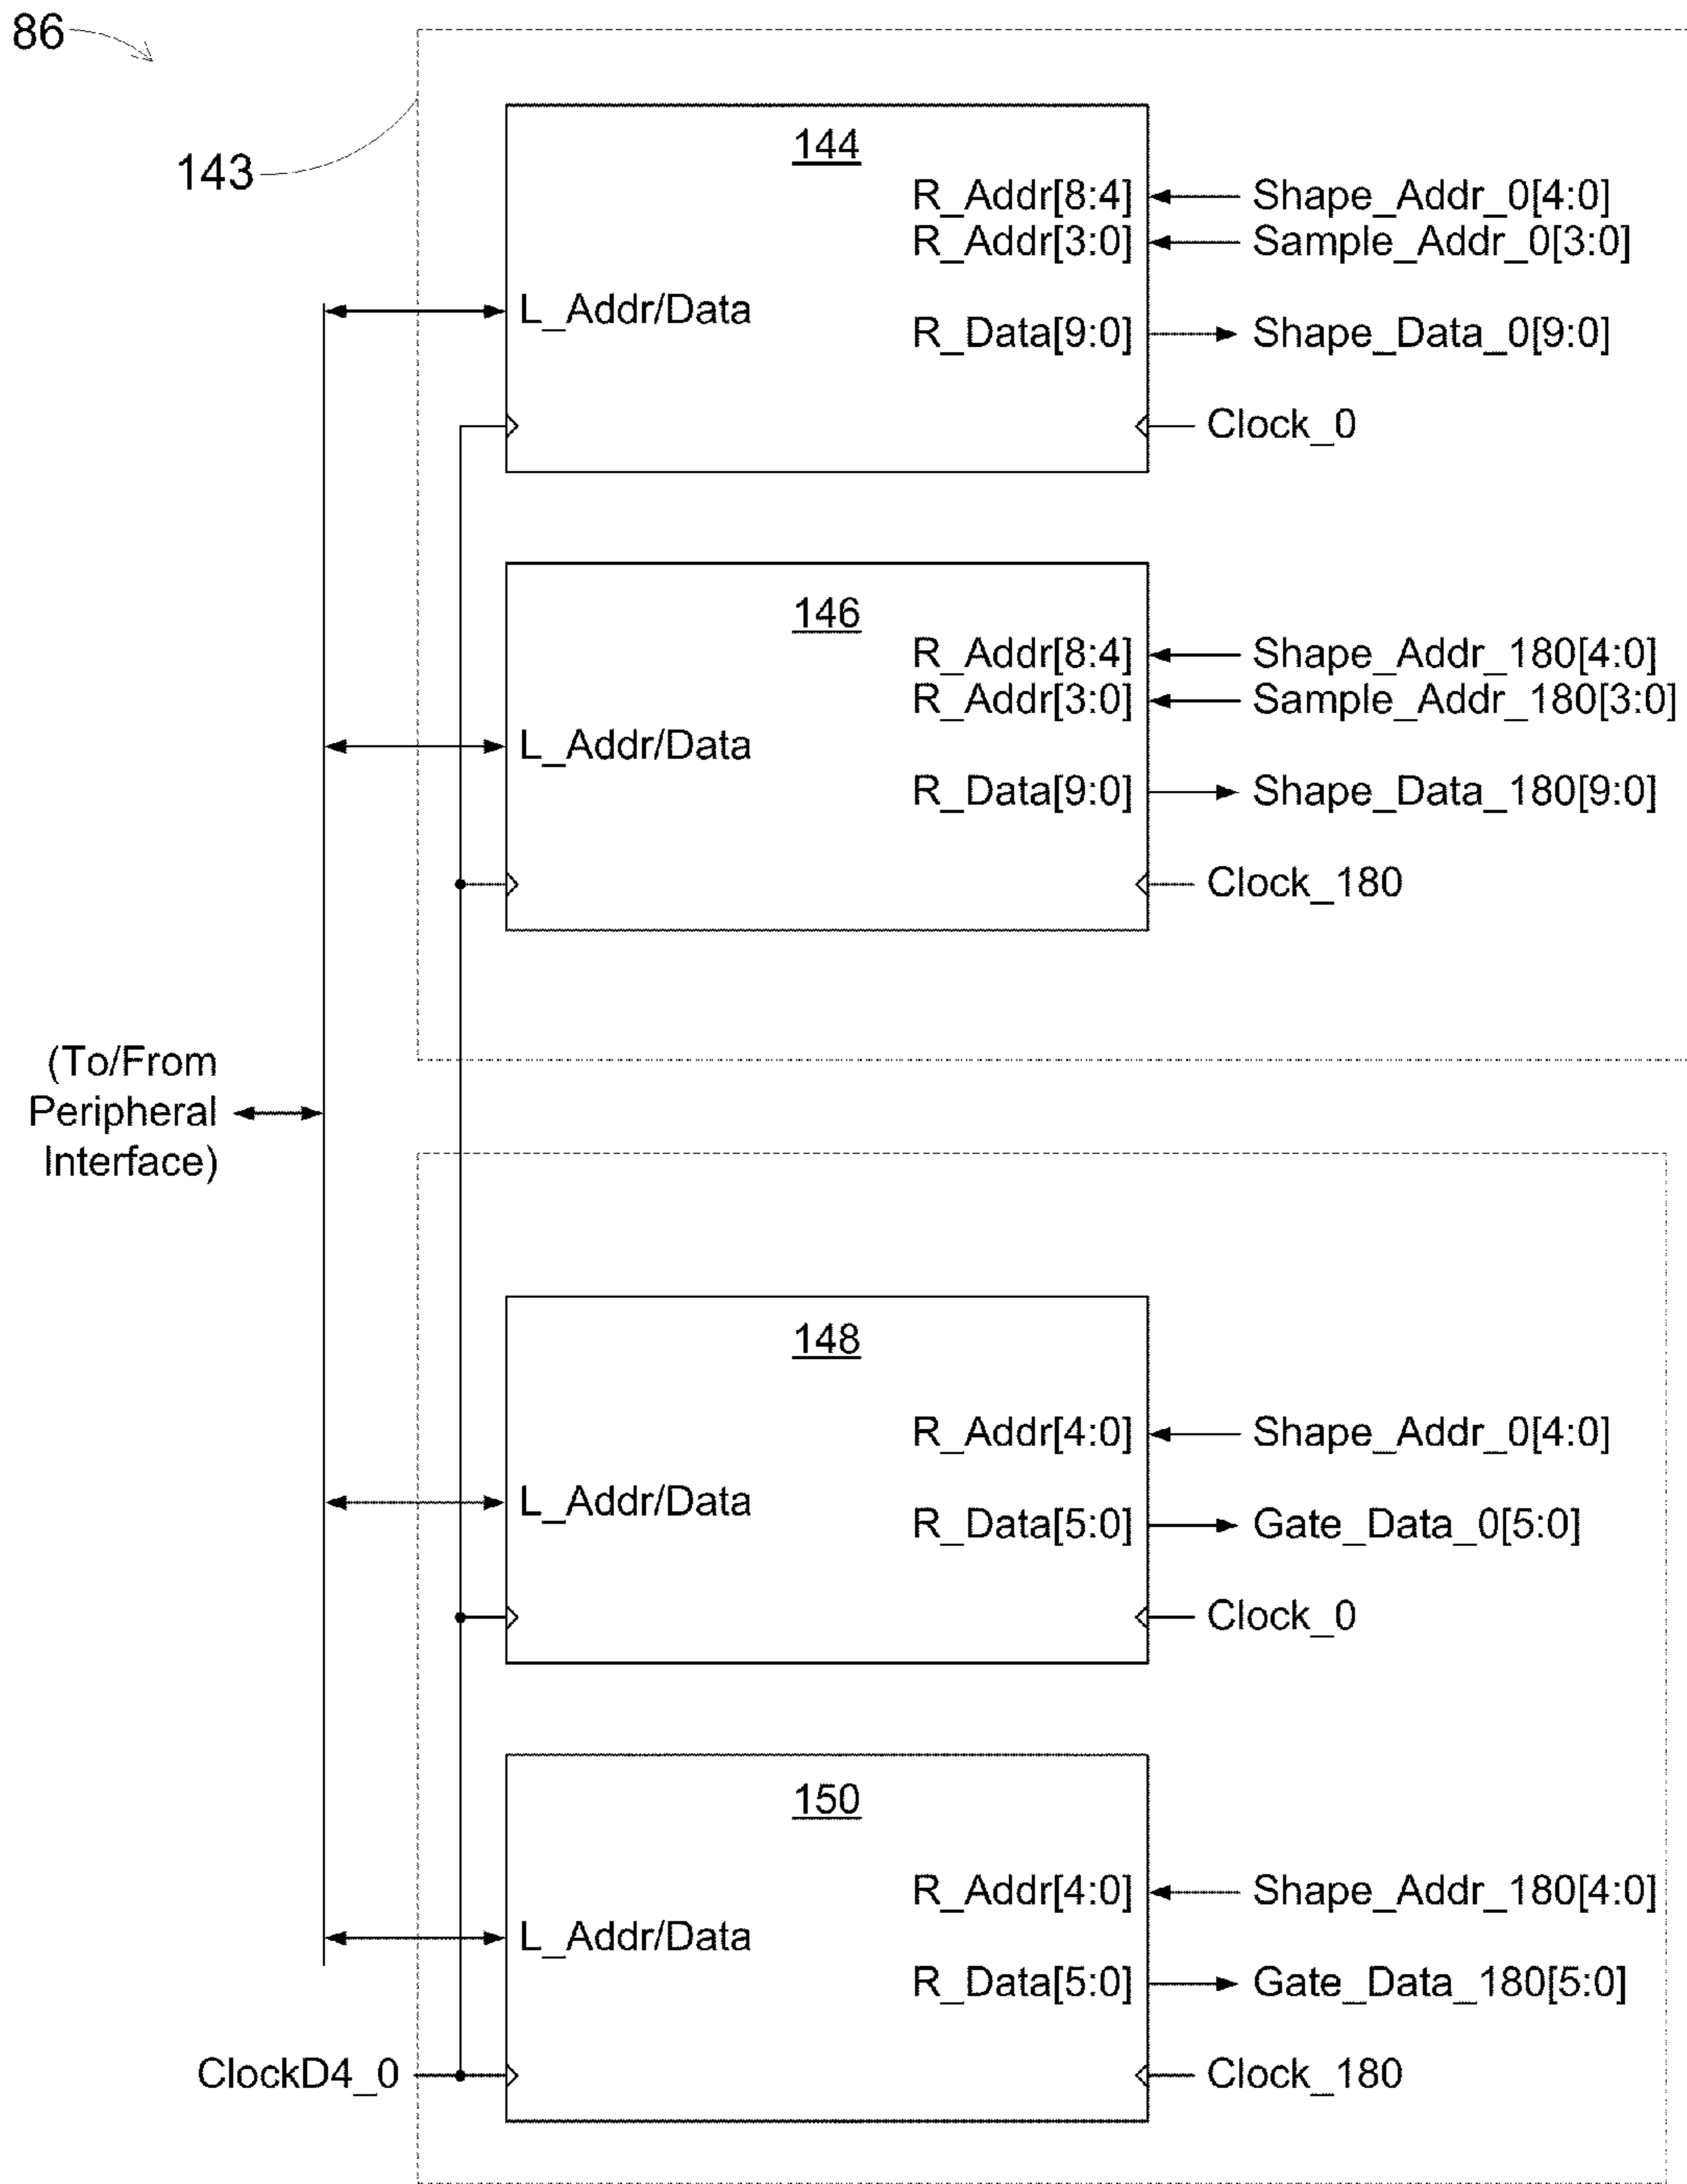 86
143
144
R_Addr[8:4] Shape_Addr_0[4:0]
R_Addr[3:0] Sample_Addr_0[3:0]
L_Addr/Data
R_Data[9:0] Shape_Data_0[9:0]
Clock_0
146
R_Addr[8:4] Shape_Addr_180[4:0]
R_Addr[3:0] Sample_Addr_180[3:0]
L_Addr/Data
R_Data[9:0] Shape_Data_180[9:0]
Clock_180
(To/From
Peripheral
Interface)
148
R_Addr[4:0] Shape_Addr_0[4:0]
L_Addr/Data
R_Data[5:0] Gate_Data_0[5:0]
Clock_0
150
R_Addr[4:0] Shape_Addr_180[4:0]
L_Addr/Data
R_Data[5:0] Gate_Data_180[5:0]
ClockD4_0 Clock_180